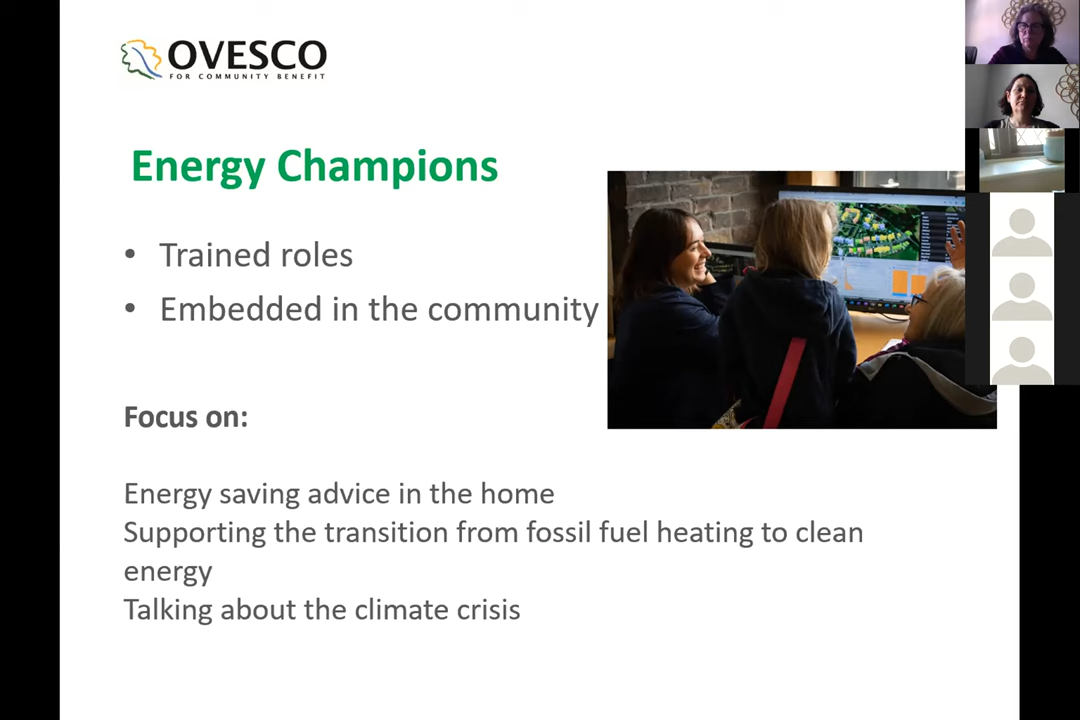 OVESCO
FOR COMMUNITY BENEFIT
Energy Champions
• Trained roles
• Embedded in the community
Focus on:
Energy saving advice in the home
Supporting the transition from fossil fuel heating to clean
energy
Talking about the climate crisis